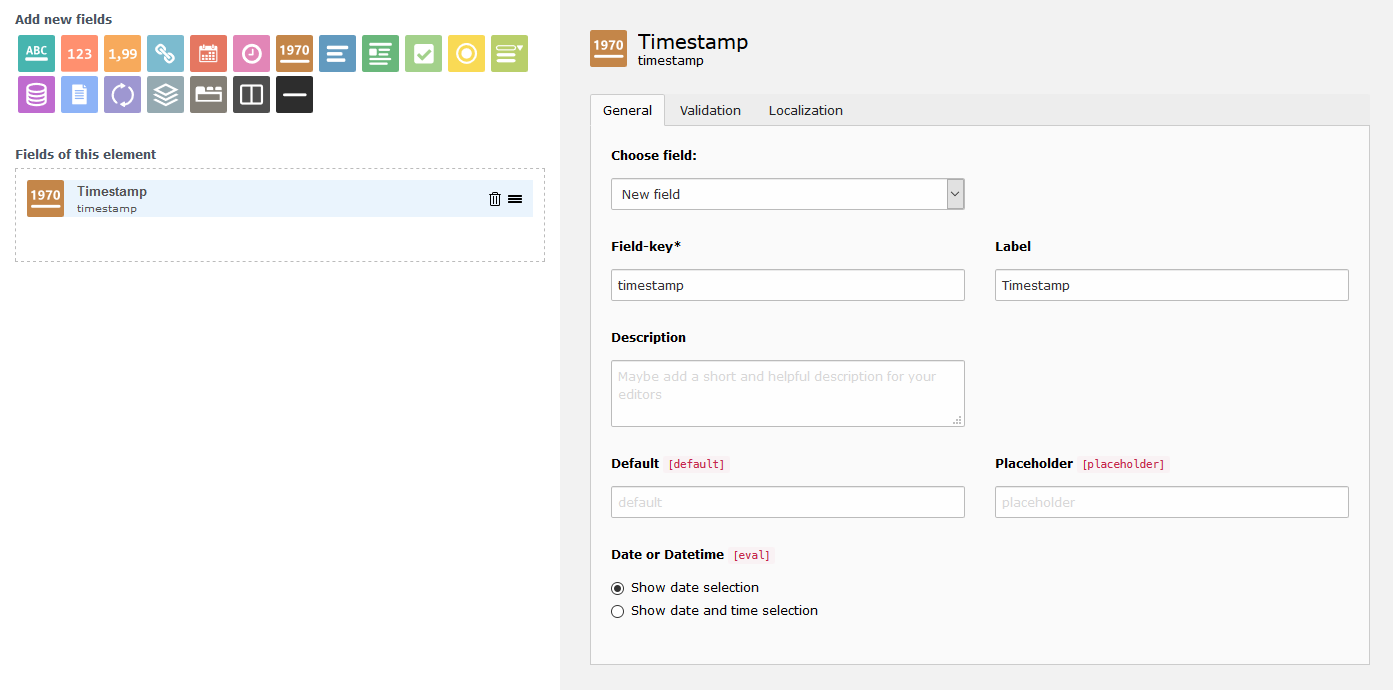 Add new fields
ABC 123 1,99 1970
Fields of this element
1970 Timestamp
timestamp
1970 Timestamp
timestamp
General Validation Localization
Choose field:
New field
Field-key* Label
timestamp Timestamp
Description
Maybe add a short and helpful description for your
editors
Default [default] Placeholder [placeholder]
default placeholder
Date or Datetime [eval]
Show date selection
Show date and time selection